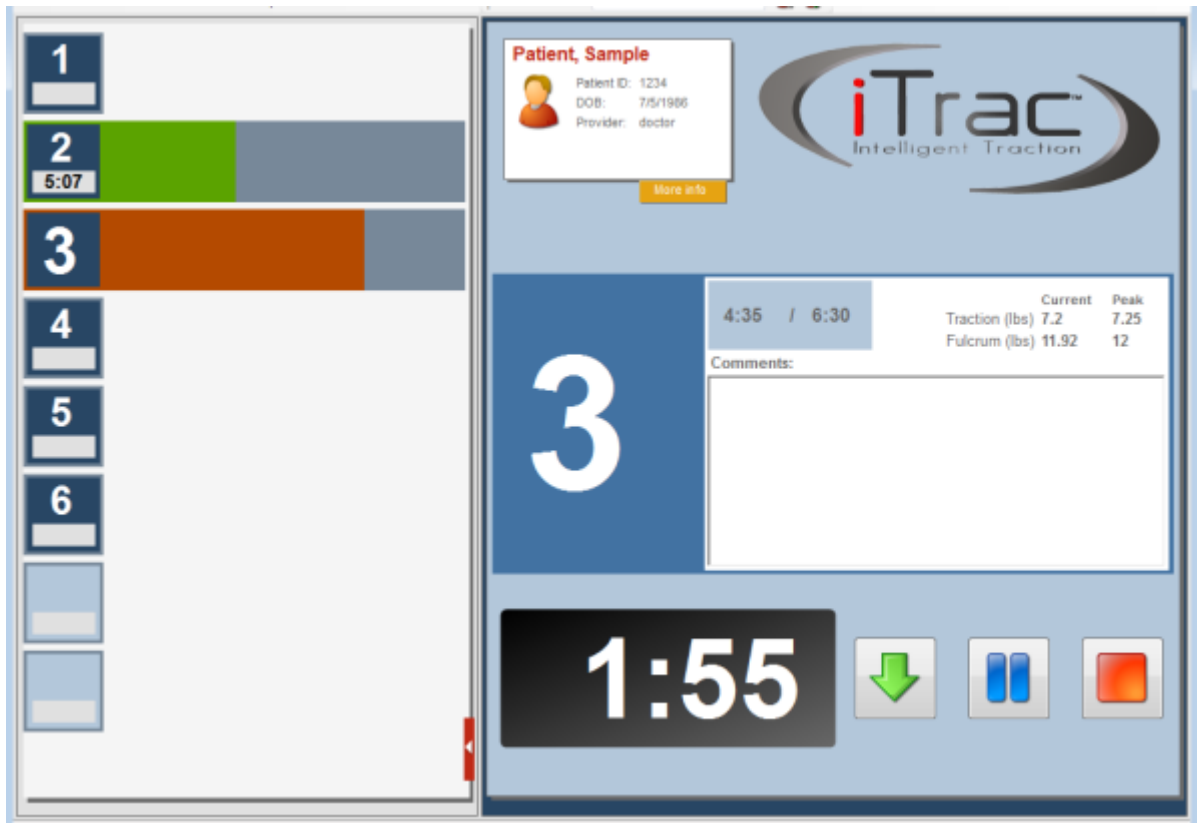 1
2
5:07
3
4
5
6
Patient, Sample
Patient ID: 1234
DOB: 7/5/1986
Provider: doctor
More info
iTrac™
Intelligent Traction
3
4:35 / 6:30
Current Peak
Traction (lbs) 7.2 7.25
Fulcrum (lbs) 11.92 12
Comments:
1:55